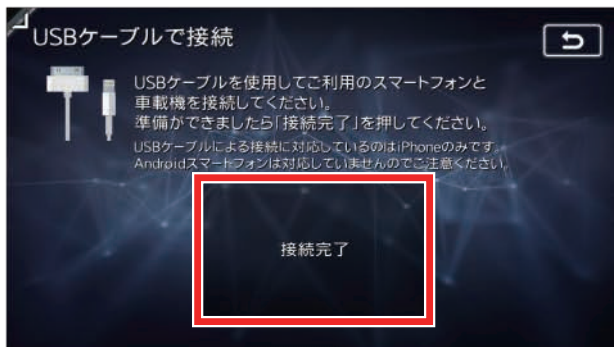 USBケーブルで接続
USBケーブルを使用してご利用のスマートフォンと
車載機を接続してください。
準備ができましたら「接続完了」を押してください。
USBケーブルによる接続に対応しているのはiPhoneのみです。
Androidスマートフォンは対応していませんのでご注意ください。
接続完了